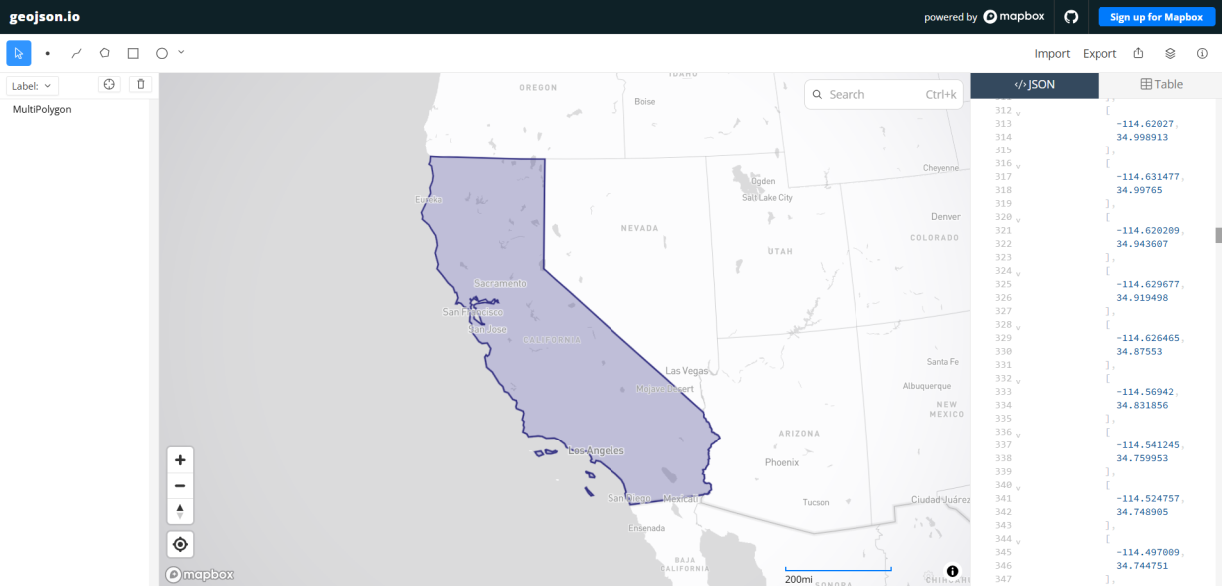 geojson.io
powered by mapbox
Sign up for Mapbox
Import Export
Label:
MultiPolygon
Search Ctrl+k
</> JSON Table
IDAHO
OREGON
Boise
Cheyenne
Ogden
Salt Lake City
Eureka
NEVADA
UTAH
Denver
COLORADO
Sacramento
San Francisco
San Jose
CALIFORNIA
Las Vegas
Mojave Desert
Santa Fe
Albuquerque
NEW
MEXICO
ARIZONA
Phoenix
Los Angeles
San Diego
Mexicali
Tucson
Ciudad Juárez
Ensenada
BAJA
CALIFORNIA
SONORA
200mi
mapbox
312 [
313 -114.62027,
314 34.998913
315 ],
316 [
317 -114.631477,
318 34.99765
319 ],
320 [
321 -114.620209,
322 34.943607
323 ],
324 [
325 -114.629677,
326 34.919498
327 ],
328 [
329 -114.626465,
330 34.87553
331 ],
332 [
333 -114.56942,
334 34.831856
335 ],
336 [
337 -114.541245,
338 34.759953
339 ],
340 [
341 -114.524757,
342 34.748905
343 ],
344 [
345 -114.497009,
346 34.744751
347 ],